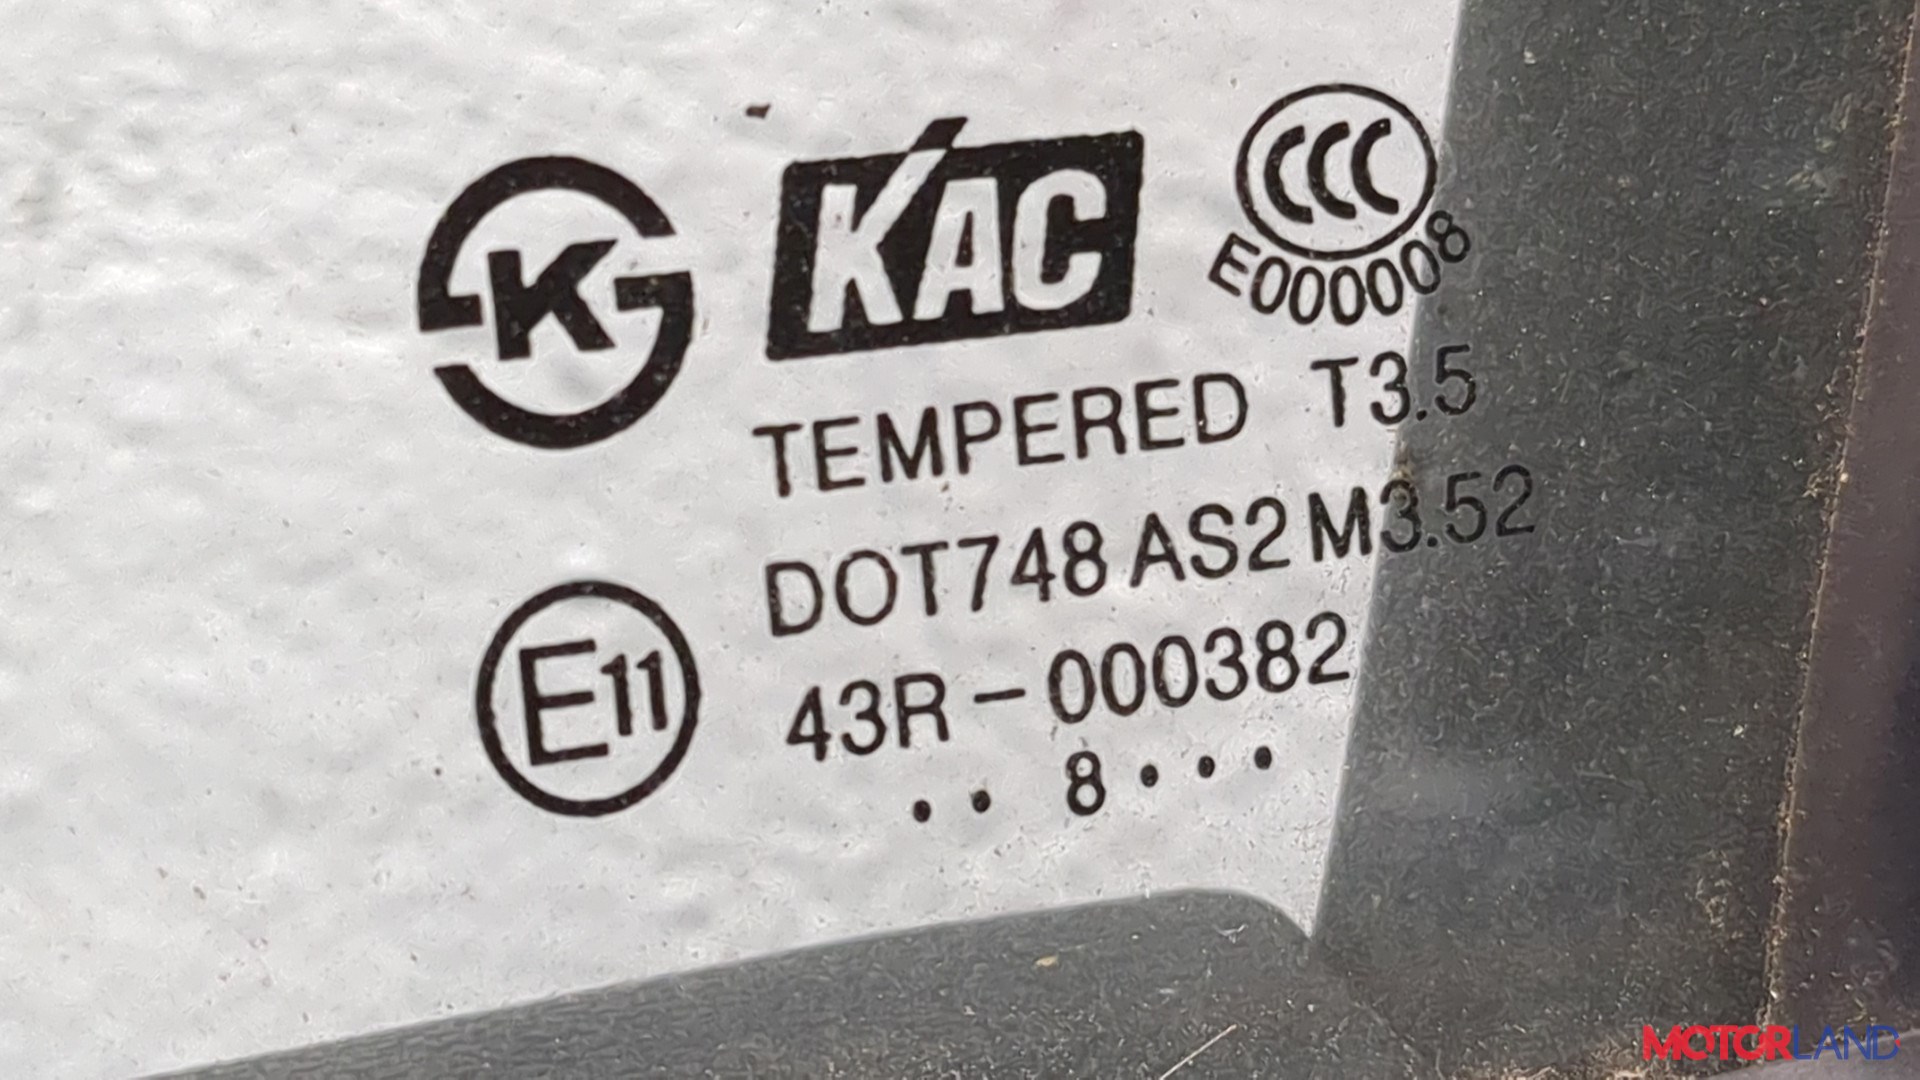 K
KAC
CCC
E000008
TEMPERED T3.5
DOT748 AS2 M3.52
E11
43R-000382
•• 8•••
MOTORLAND